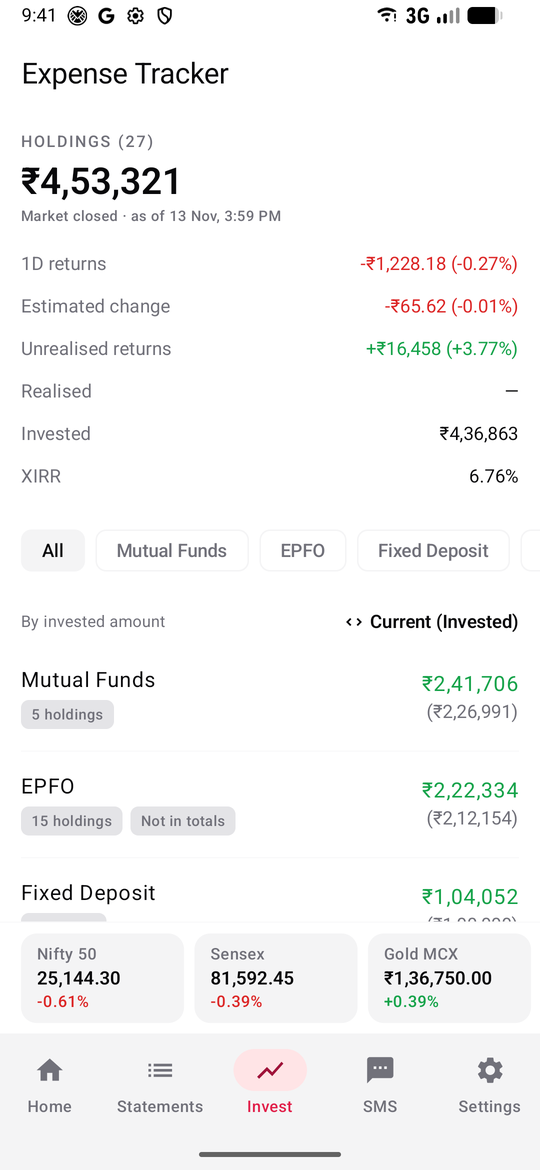 9:41
3G
Expense Tracker
HOLDINGS (27)
₹4,53,321
Market closed · as of 13 Nov, 3:59 PM
1D returns -₹1,228.18 (-0.27%)
Estimated change -₹65.62 (-0.01%)
Unrealised returns +₹16,458 (+3.77%)
Realised —
Invested ₹4,36,863
XIRR 6.76%
All Mutual Funds EPFO Fixed Deposit
By invested amount <> Current (Invested)
Mutual Funds ₹2,41,706
5 holdings (₹2,26,991)
EPFO ₹2,22,334
15 holdings Not in totals (₹2,12,154)
Fixed Deposit ₹1,04,052
Nifty 50 Sensex Gold MCX
25,144.30 81,592.45 ₹1,36,750.00
-0.61% -0.39% +0.39%
Home Statements Invest SMS Settings